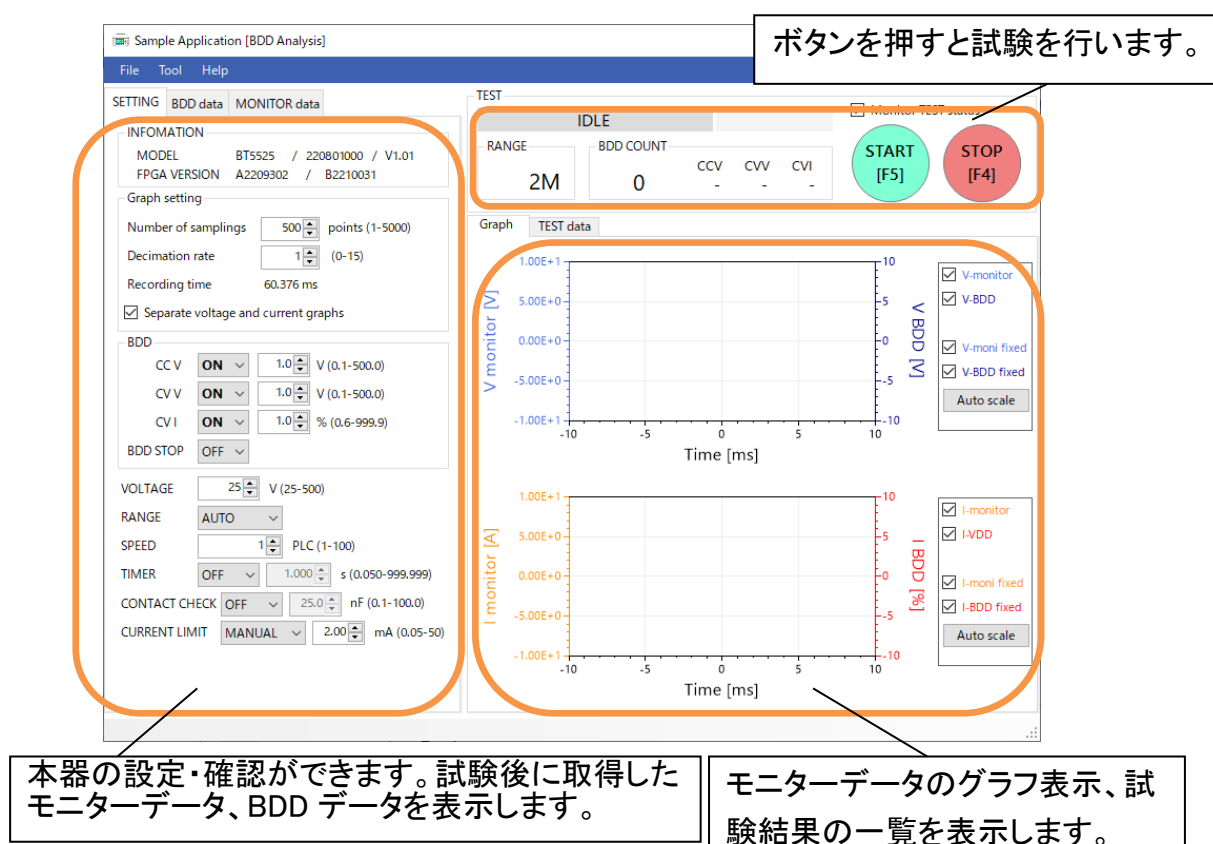 Sample Application [BDD Analysis]
ボタンを押すと試験を行います。
File Tool Help
SETTING BDD data MONITOR data
INFOMATION
MODEL BT5525 / 220801000 / V1.01
FPGA VERSION A2209302 / B2210031
Graph setting
Number of samplings 500 points (1-5000)
Decimation rate 1 (0-15)
Recording time 60.376 ms
Separate voltage and current graphs
BDD
CC V ON 1.0 V (0.1-500.0)
CV V ON 1.0 V (0.1-500.0)
CV I ON 1.0 % (0.6-999.9)
BDD STOP OFF
VOLTAGE 25 V (25-500)
RANGE AUTO
SPEED 1 PLC (1-100)
TIMER OFF 1.000 s (0.050-999.999)
CONTACT CHECK OFF 25.0 nF (0.1-100.0)
CURRENT LIMIT MANUAL 2.00 mA (0.05-50)
TEST
IDLE
Monitor TEST status
RANGE
2M
BDD COUNT
CCV CVV CVI
0 - - -
START
[F5]
STOP
[F4]
Graph TEST data
V monitor [V]
1.00E+1
5.00E+0
0.00E+0
-5.00E+0
-1.00E+1
10
5
0
-5
-10
V BDD [V]
-10 -5 0 5 10
Time [ms]
V-monitor
V-BDD
V-moni fixed
V-BDD fixed
Auto scale
I monitor [A]
1.00E+1
5.00E+0
0.00E+0
-5.00E+0
-1.00E+1
10
5
0
-5
-10
I BDD [%]
-10 -5 0 5 10
Time [ms]
I-monitor
I-VDD
I-moni fixed
I-BDD fixed
Auto scale
本器の設定・確認ができます。試験後に取得した
モニターデータ、BDD データを表示します。
モニターデータのグラフ表示、試
験結果の一覧を表示します。